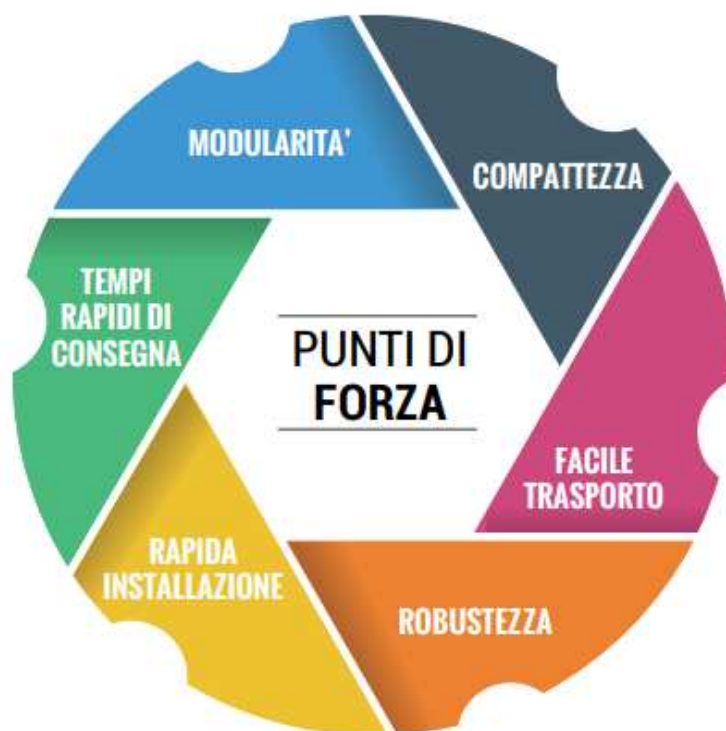 MODULARITA'
COMPATTEZZA
TEMPI
RAPIDI DI
CONSEGNA
PUNTI DI
FORZA
FACILE
TRASPORTO
RAPIDA
INSTALLAZIONE
ROBUSTEZZA